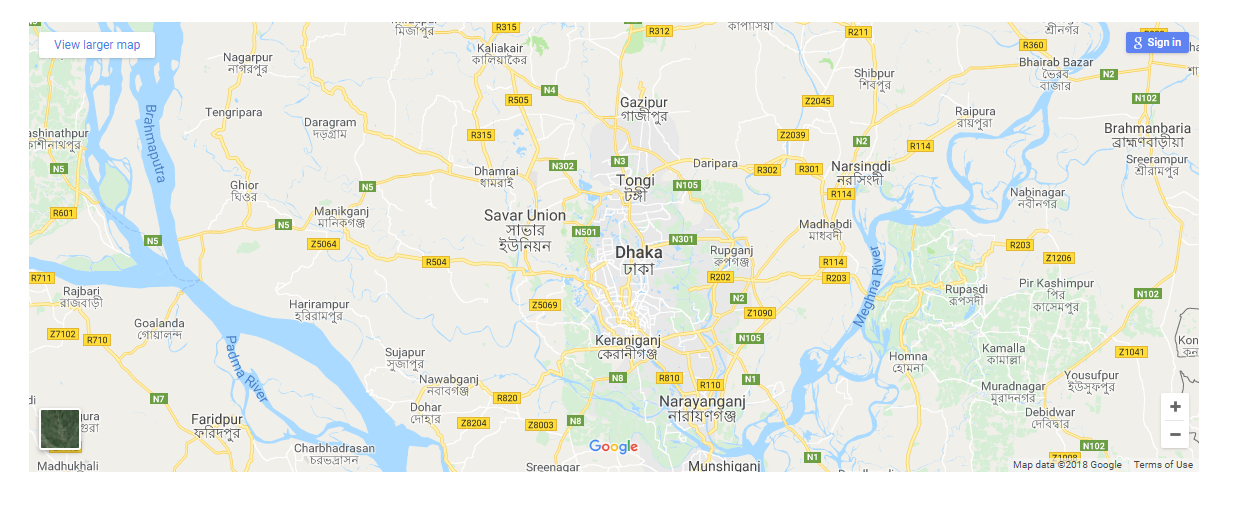 View larger map
Sign in
মির্জাপুর
R315
R312
কাপাসিয়া
R211
শ্রীনগর
R360
Kaliakair
কালিয়াকৈর
Nagarpur
নাগরপুর
Bhairab Bazar
ভৈরব
বাজার
N2
N102
Shibpur
শিবপুর
N4
R505
Gazipur
গাজীপুর
Z2045
Tengripara
Brahmaputra
Daragram
দড়গ্রাম
R315
Z2039
Raipura
রায়পুরা
Brahmanbaria
ব্রাহ্মণবাড়ীয়া
ashinathpur
কাশীনাথপুর
N2
R114
N5
N302
N3
Daripara
R302
R301
Narsingdi
নরসিংদী
Sreerampur
শ্রীরামপুর
Dhamrai
ধামরাই
Tongi
টঙ্গী
N105
R114
Nabinagar
নবীনগর
Ghior
ঘিওর
N5
R601
Manikganj
মানিকগঞ্জ
N5
Savar Union
সাভার
ইউনিয়ন
N501
N301
Madhabdi
মাধবদী
N5
Z5064
R203
Z1206
Dhaka
ঢাকা
Rupganj
রুপগঞ্জ
R504
R114
R203
R202
R711
Meghna River
Rajbari
রাজবাড়ী
Harirampur
হরিরামপুর
Z5069
N2
Z1090
Rupasdi
রূপসদী
Pir Kashimpur
পির
কাসেমপুর
N102
Goalanda
গোয়ালন্দ
Z7102
R710
Keraniganj
কেরানীগঞ্জ
N105
Kamalla
কামাল্লা
Z1041
Padma River
Sujapur
সুজাপুর
Homna
হোমনা
Nawabganj
নবাবগঞ্জ
N8
R810
R110
N1
Muradnagar
মুরাদনগর
Yousufpur
ইউসুফপুর
N7
R820
Narayanganj
নারায়ণগঞ্জ
Dohar
দোহার
Debidwar
দেবিদ্বার
Faridpur
ফরিদপুর
Z8204
Z8003
N8
Charbhadrasan
চরভদ্রাসন
Google
N102
N1
Z1008
Madhukhali
Sreenagar
Munshiganj
Map data ©2018 Google
Terms of Use